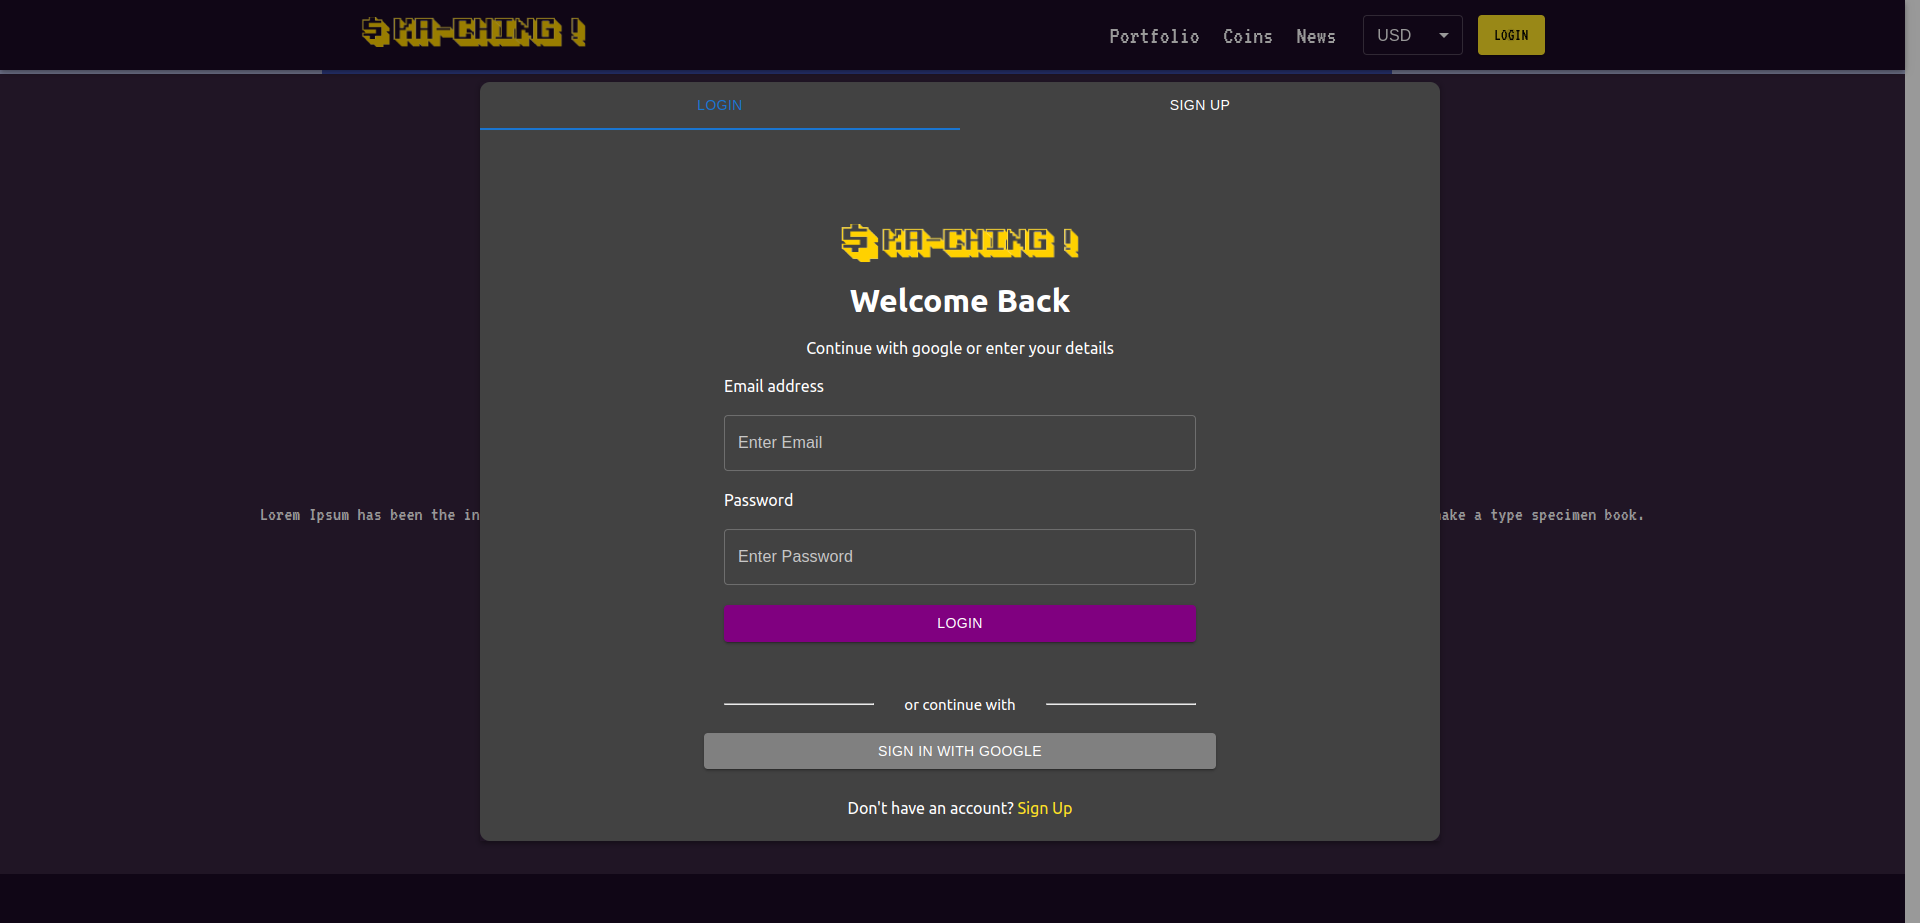 $ KA-CHING !
Portfolio Coins News USD LOGIN
LOGIN SIGN UP
$ KA-CHING !
Welcome Back
Continue with google or enter your details
Email address
Enter Email
Password
Lorem Ipsum has been the in
ake a type specimen book.
Enter Password
LOGIN
or continue with
SIGN IN WITH GOOGLE
Don't have an account? Sign Up